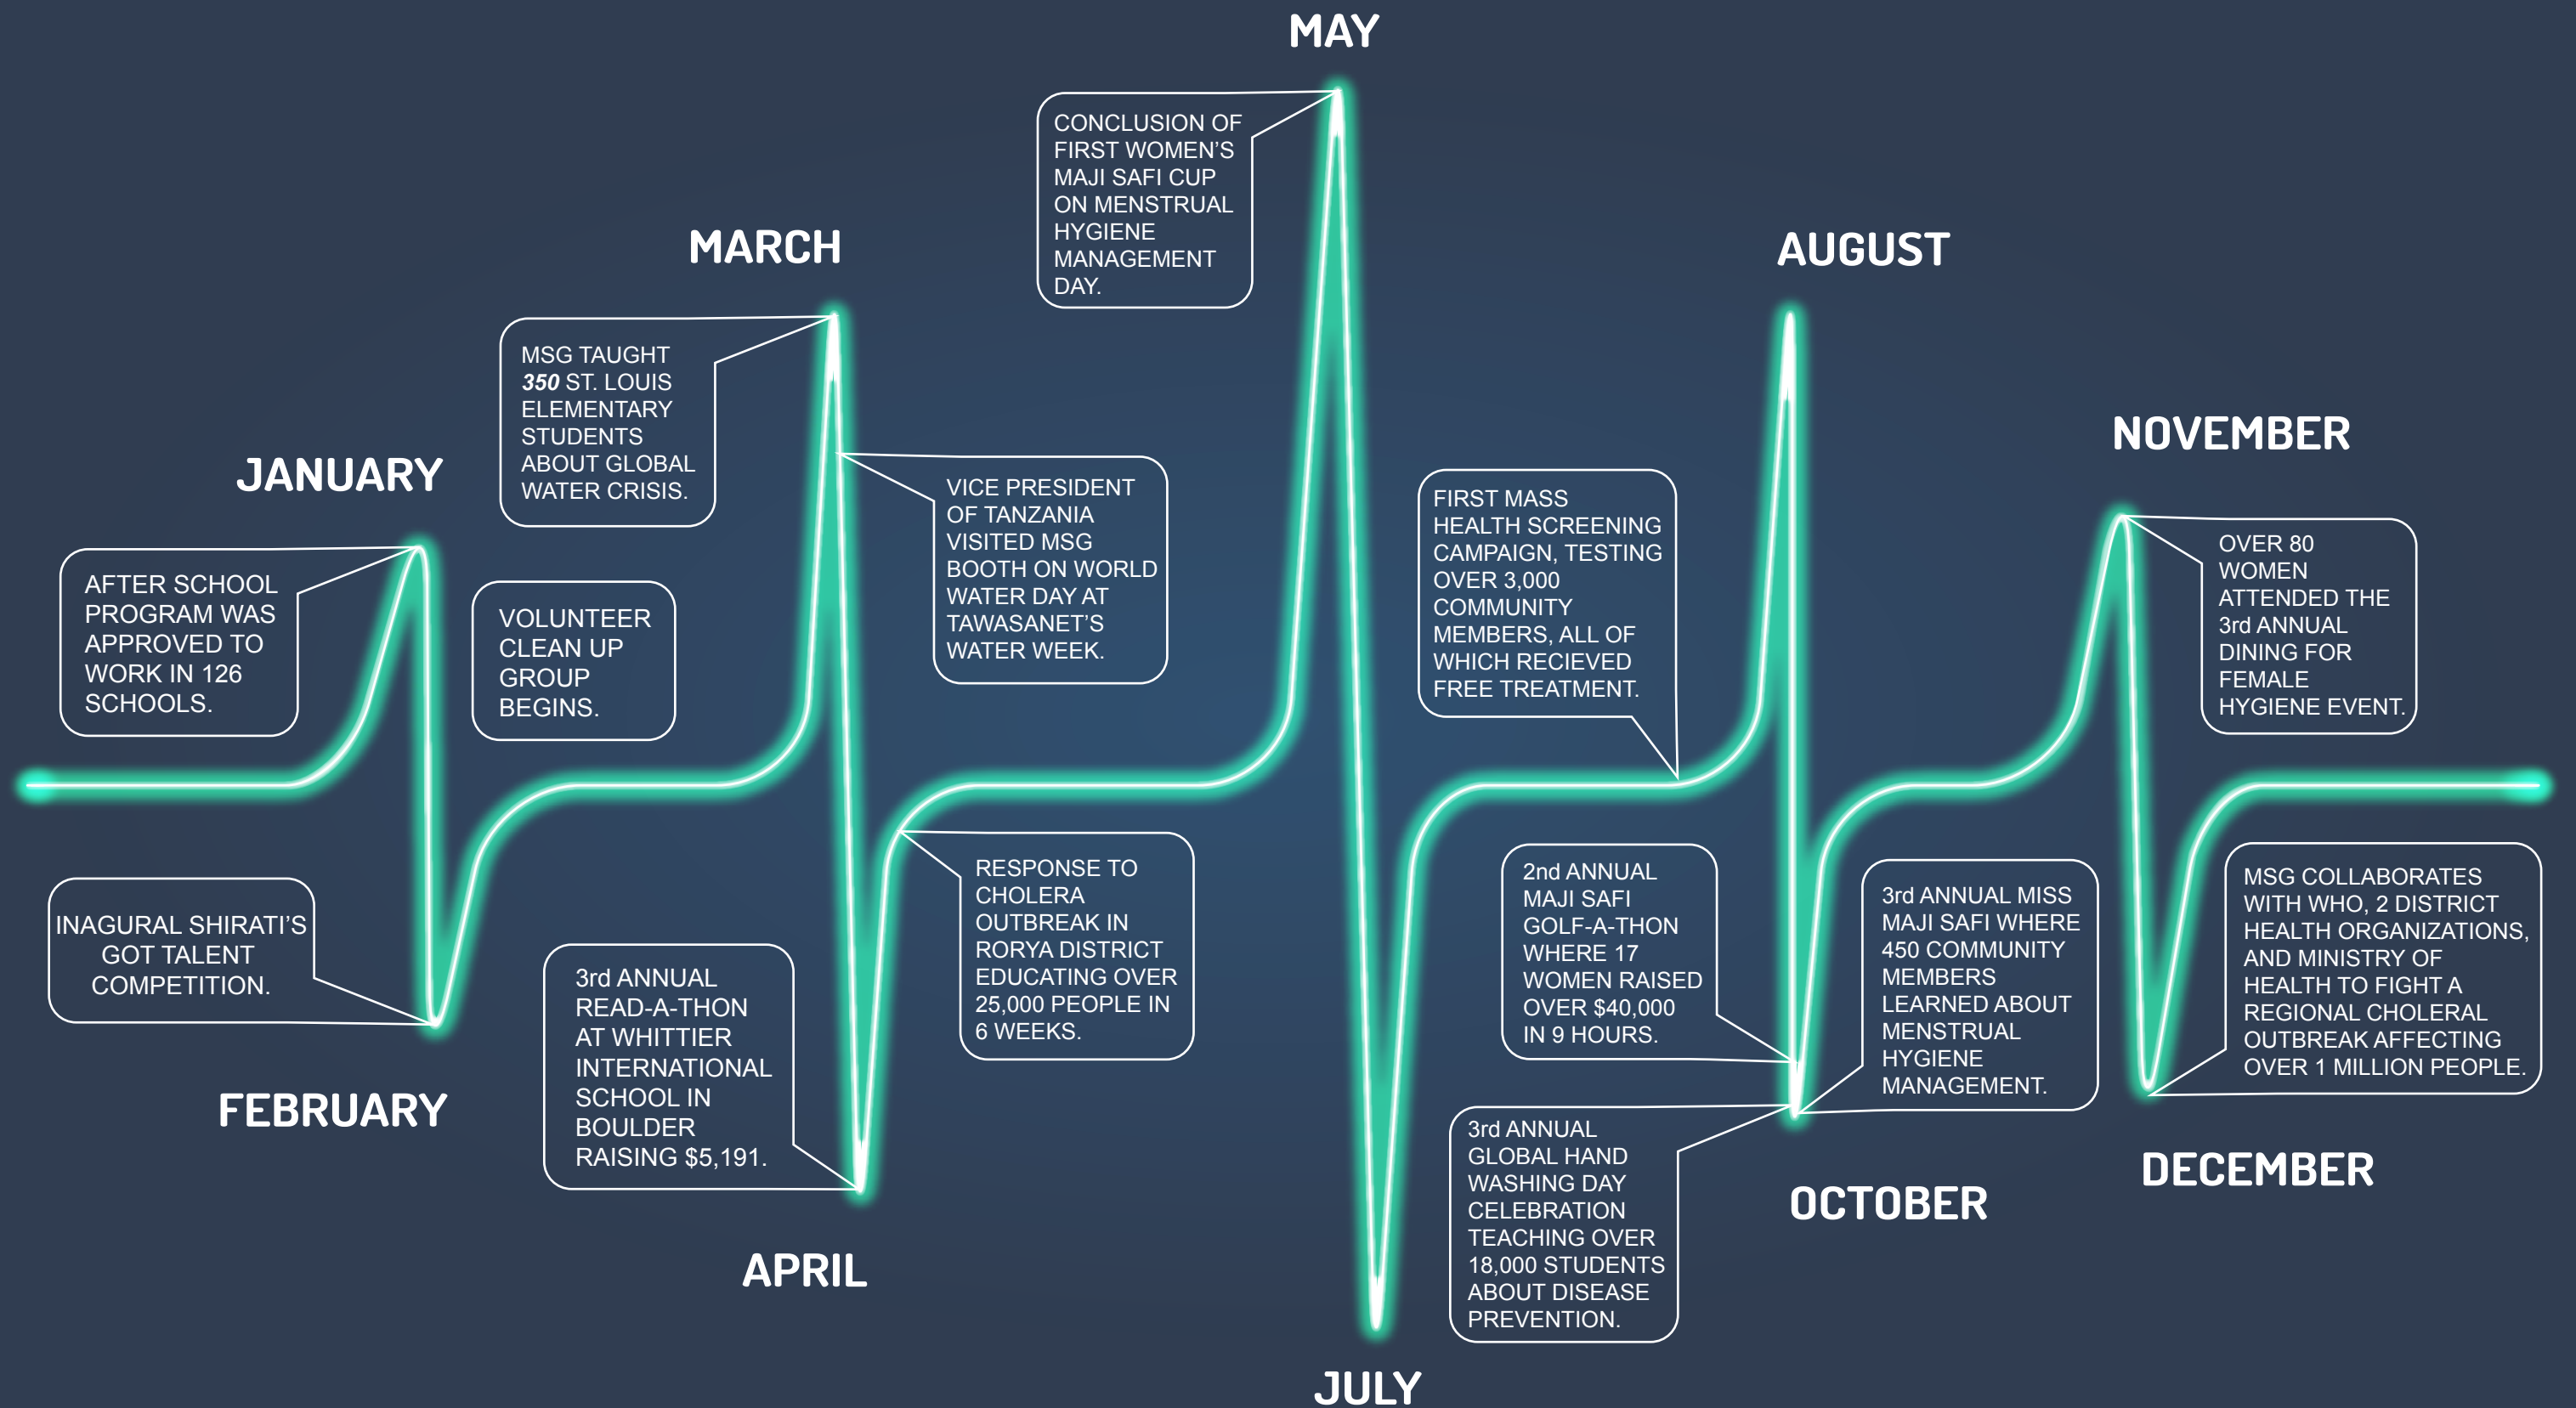 JANUARY
AFTER SCHOOL
PROGRAM WAS
APPROVED TO
WORK IN 126
SCHOOLS.
INAGURAL SHIRATI'S
GOT TALENT
COMPETITION.
FEBRUARY
VOLUNTEER
CLEAN UP
GROUP
BEGINS.
MARCH
MSG TAUGHT
350 ST. LOUIS
ELEMENTARY
STUDENTS
ABOUT GLOBAL
WATER CRISIS.
VICE PRESIDENT
OF TANZANIA
VISITED MSG
BOOTH ON WORLD
WATER DAY AT
TAWASANET'S
WATER WEEK.
3rd ANNUAL
READ-A-THON
AT WHITTIER
INTERNATIONAL
SCHOOL IN
BOULDER
RAISING $5,191.
APRIL
RESPONSE TO
CHOLERA
OUTBREAK IN
RORYA DISTRICT
EDUCATING OVER
25,000 PEOPLE IN
6 WEEKS.
MAY
CONCLUSION OF
FIRST WOMEN'S
MAJI SAFI CUP
ON MENSTRUAL
HYGIENE
MANAGEMENT
DAY.
JULY
FIRST MASS
HEALTH SCREENING
CAMPAIGN, TESTING
OVER 3,000
COMMUNITY
MEMBERS, ALL OF
WHICH RECIEVED
FREE TREATMENT.
AUGUST
2nd ANNUAL
MAJI SAFI
GOLF-A-THON
WHERE 17
WOMEN RAISED
OVER $40,000
IN 9 HOURS.
3rd ANNUAL
GLOBAL HAND
WASHING DAY
CELEBRATION
TEACHING OVER
18,000 STUDENTS
ABOUT DISEASE
PREVENTION.
3rd ANNUAL MISS
MAJI SAFI WHERE
450 COMMUNITY
MEMBERS
LEARNED ABOUT
MENSTRUAL
HYGIENE
MANAGEMENT.
OCTOBER
NOVEMBER
OVER 80
WOMEN
ATTENDED THE
3rd ANNUAL
DINING FOR
FEMALE
HYGIENE EVENT.
MSG COLLABORATES
WITH WHO, 2 DISTRICT
HEALTH ORGANIZATIONS,
AND MINISTRY OF
HEALTH TO FIGHT A
REGIONAL CHOLERAL
OUTBREAK AFFECTING
OVER 1 MILLION PEOPLE.
DECEMBER